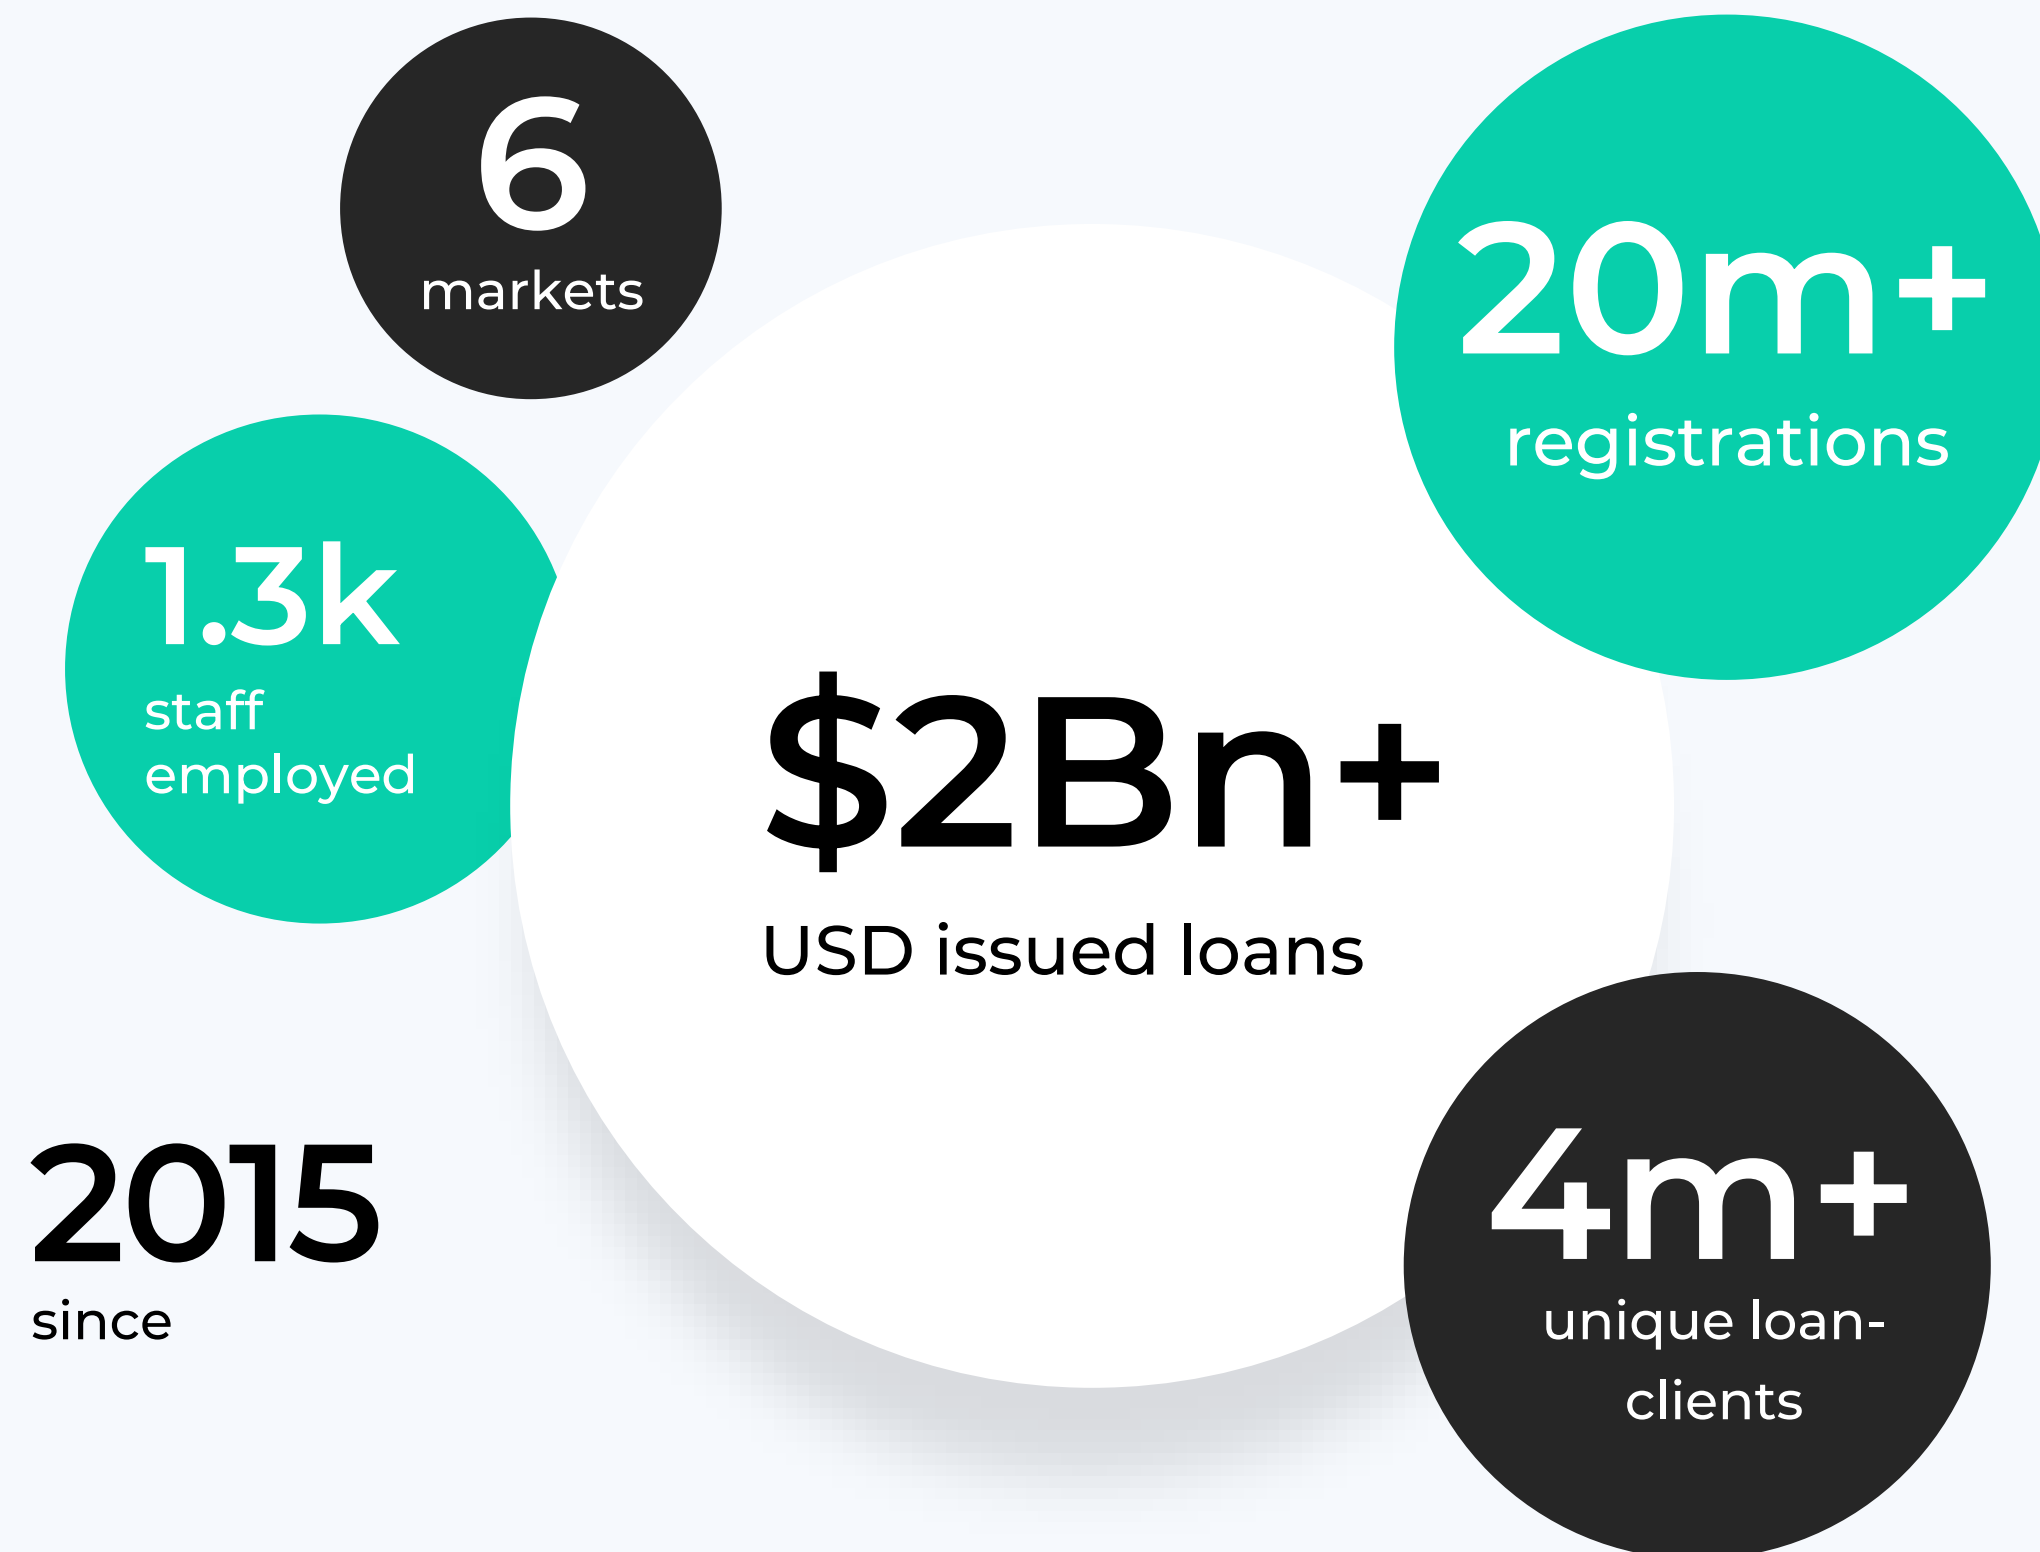 6
markets
20m+
registrations
1.3k
staff
employed
$2Bn+
USD issued loans
2015
since
4m+
unique loan-
clients